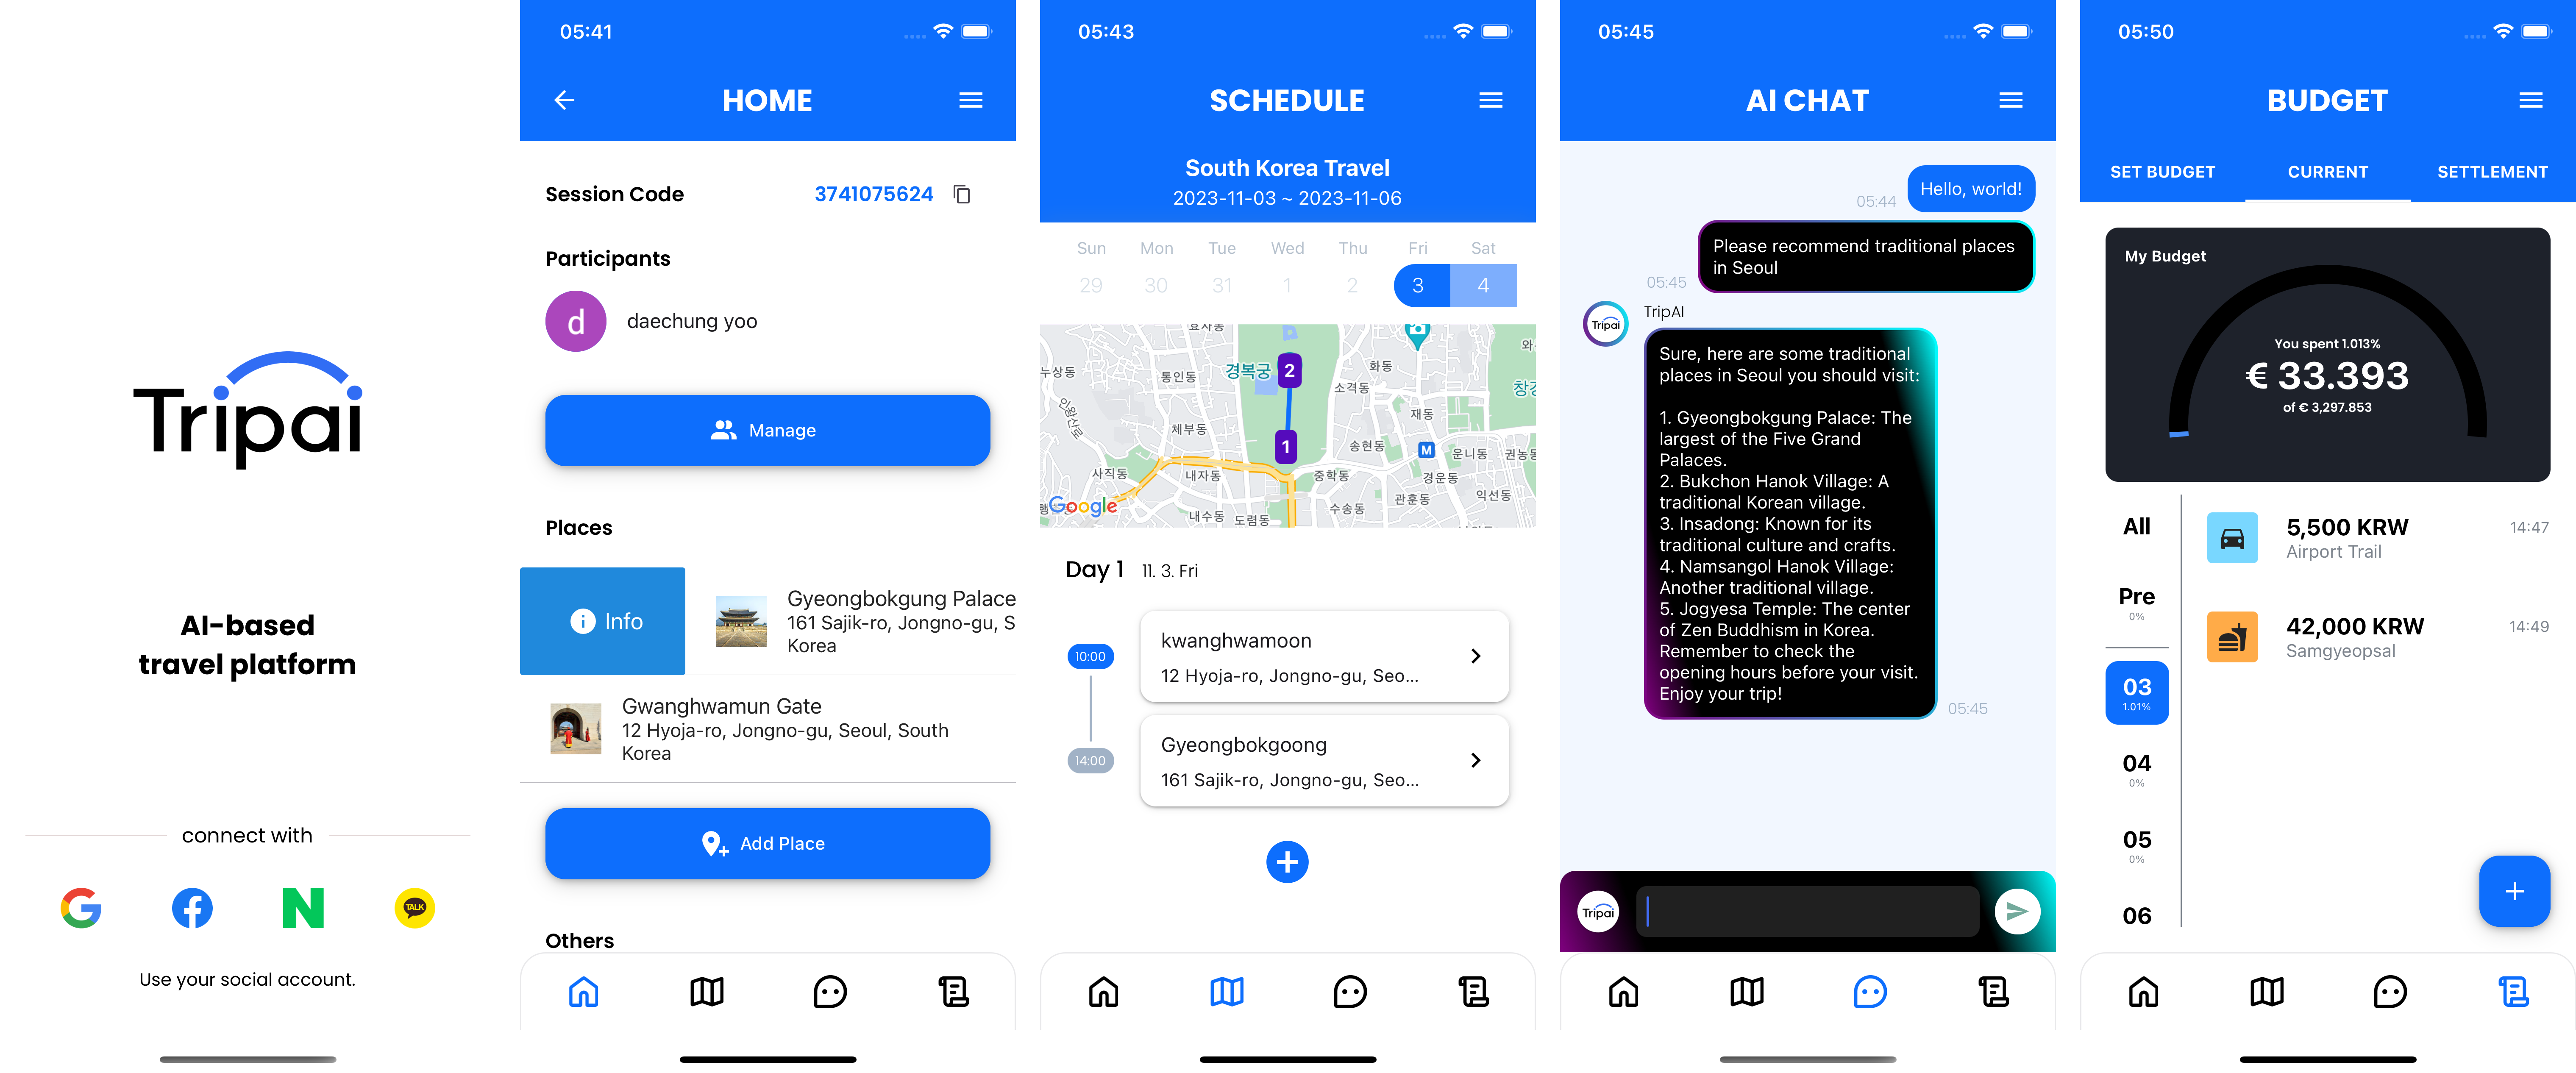 Tripai
AI-based
travel platform
connect with
TALK
Use your social account.
05:41
HOME
Session Code 3741075624
Participants
d daechung yoo
Manage
Places
Info
Gyeongbokgung Palace
161 Sajik-ro, Jongno-gu, S
Korea
Gwanghwamun Gate
12 Hyoja-ro, Jongno-gu, Seoul, South
Korea
Add Place
Others
05:43
SCHEDULE
South Korea Travel
2023-11-03 ~ 2023-11-06
Sun Mon Tue Wed Thu Fri Sat
29 30 31 1 2 3 4
효자동
누상동
통인동
경복궁
2
화동
소격동
와
창경
인왕산로
체부동
재동
1
송현동
M
운니동
권농동
사직동
내자동
중학동
경운동
관훈동
익선동
Google
내수동
도렴동
수송동
Day 1 11. 3. Fri
10:00
kwanghwamoon
12 Hyoja-ro, Jongno-gu, Seo...
14:00
Gyeongbokgoong
161 Sajik-ro, Jongno-gu, Seo...
05:45
AI CHAT
Hello, world!
05:44
Please recommend traditional places
in Seoul
05:45
Tripai
TripAI
Sure, here are some traditional
places in Seoul you should visit:
1. Gyeongbokgung Palace: The
largest of the Five Grand
Palaces.
2. Bukchon Hanok Village: A
traditional Korean village.
3. Insadong: Known for its
traditional culture and crafts.
4. Namsangol Hanok Village:
Another traditional village.
5. Jogyesa Temple: The center
of Zen Buddhism in Korea.
Remember to check the
opening hours before your visit.
Enjoy your trip!
05:45
Tripai
05:50
BUDGET
SET BUDGET CURRENT SETTLEMENT
My Budget
You spent 1.013%
€ 33.393
of € 3,297.853
All
Pre
0%
03
1.01%
04
0%
05
0%
06
5,500 KRW 14:47
Airport Trail
42,000 KRW 14:49
Samgyeopsal